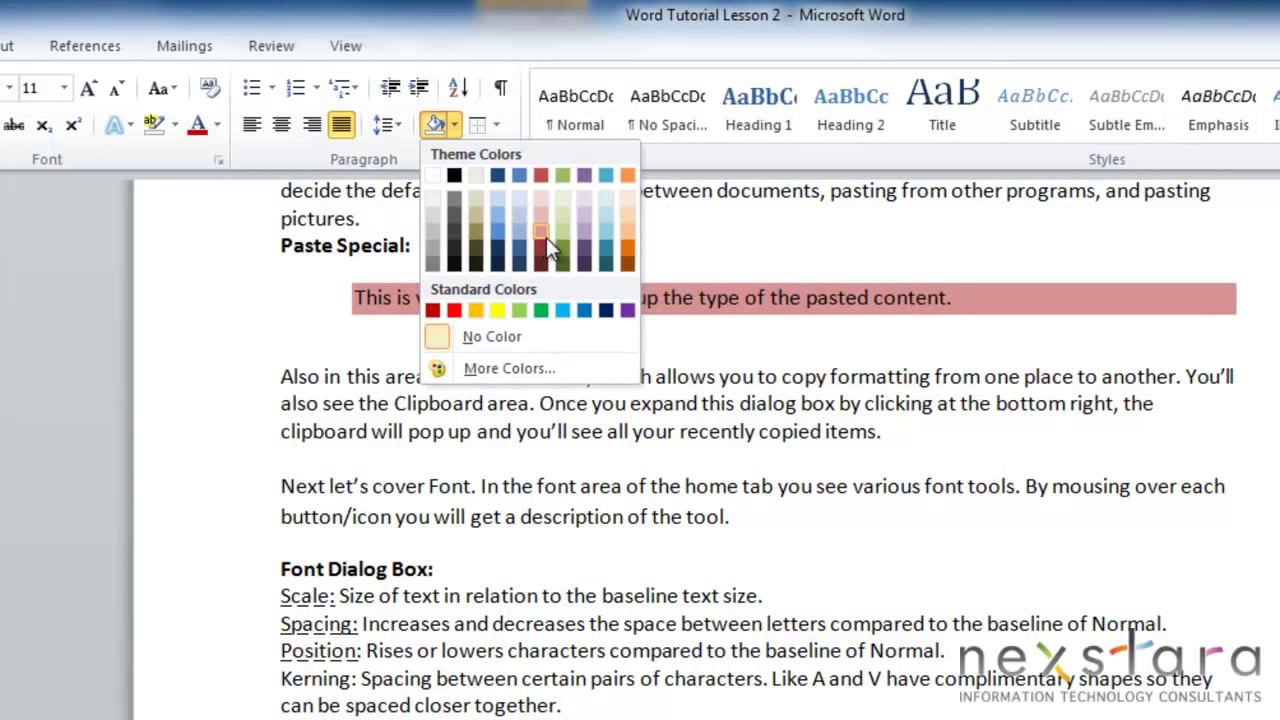 Word Tutorial Lesson 2 - Microsoft Word
ut References Mailings Review View
11 Aa
AaBbCcDc AaBbCcDc AaBbC AaBbCc AaB AaBbCc. AaBbCcDc AaBbCcDc
abc X₂ X² A ab A ¶ Normal ¶ No Spaci... Heading 1 Heading 2 Title Subtitle Subtle Em... Emphasis
Font Paragraph Styles
Theme Colors
Standard Colors
No Color
More Colors...
decide the defa etween documents, pasting from other programs, and pasting
pictures.
Paste Special:
This is up the type of the pasted content.
Also in this area h allows you to copy formatting from one place to another. You’ll
also see the Clipboard area. Once you expand this dialog box by clicking at the bottom right, the
clipboard will pop up and you’ll see all your recently copied items.
Next let’s cover Font. In the font area of the home tab you see various font tools. By mousing over each
button/icon you will get a description of the tool.
Font Dialog Box:
Scale: Size of text in relation to the baseline text size.
Spacing: Increases and decreases the space between letters compared to the baseline of Normal.
Position: Rises or lowers characters compared to the baseline of Normal.
Kerning: Spacing between certain pairs of characters. Like A and V have complimentary shapes so they
can be spaced closer together.
nexstara
INFORMATION TECHNOLOGY CONSULTANTS